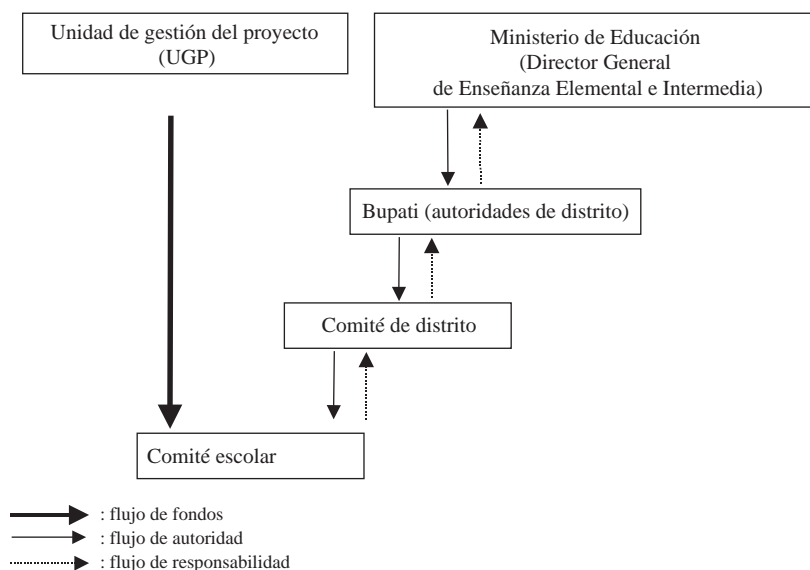 Unidad de gestión del proyecto
(UGP)
Ministerio de Educación
(Director General
de Enseñanza Elemental e Intermedia)
Bupati (autoridades de distrito)
Comité de distrito
Comité escolar
: flujo de fondos
: flujo de autoridad
: flujo de responsabilidad